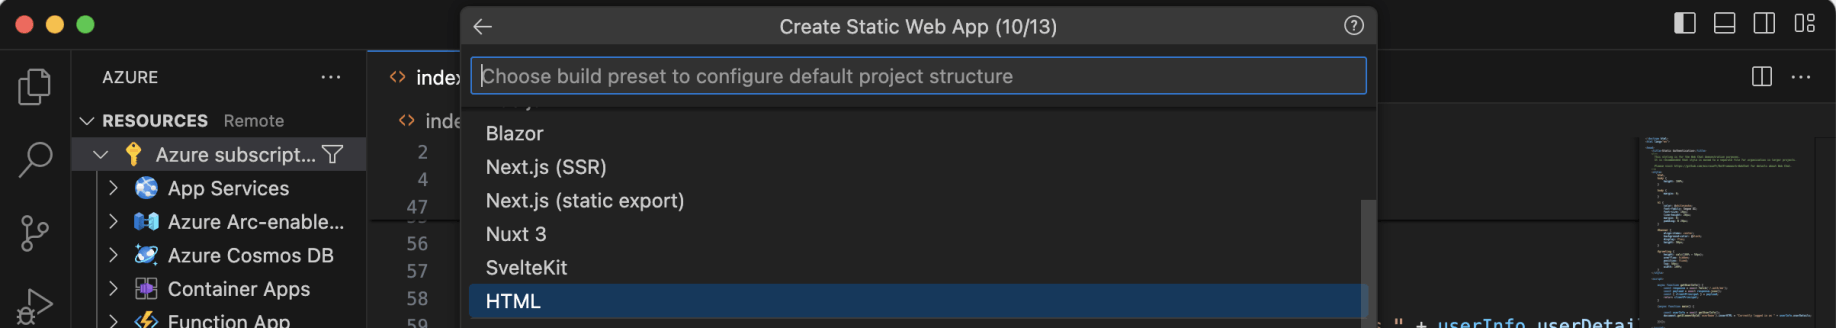 Create Static Web App (10/13)
Choose build preset to configure default project structure
AZURE
RESOURCES Remote
Azure subscript...
App Services
Azure Arc-enable...
Azure Cosmos DB
Container Apps
Function App
index
inde
2
4
47
56
57
58
59
Blazor
Next.js (SSR)
Next.js (static export)
Nuxt 3
SvelteKit
HTML
" + userInfo.userDetail